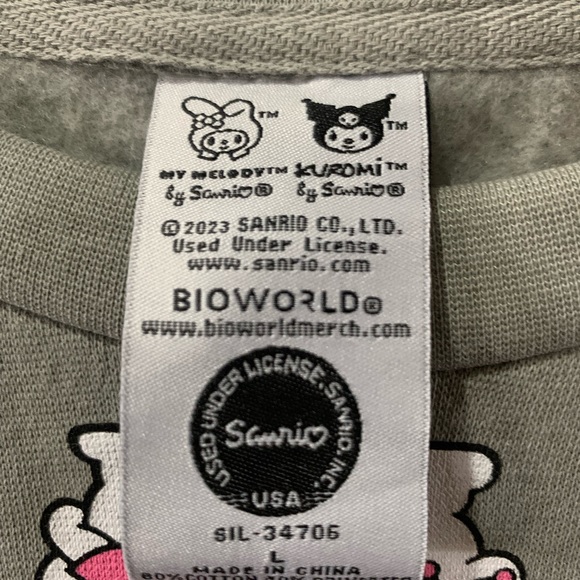 TM TM
MY MELODY™ KUROMI™
by Sanrio® by Sanrio®
©2023 SANRIO CO., LTD.
Used Under License.
www.sanrio.com
BIOWORLD®
www.bioworldmerch.com
USED UNDER LICENSE. SANRIO, INC.
Sanrio
USA
SIL-34706
L
MADE IN CHINA
COTTON